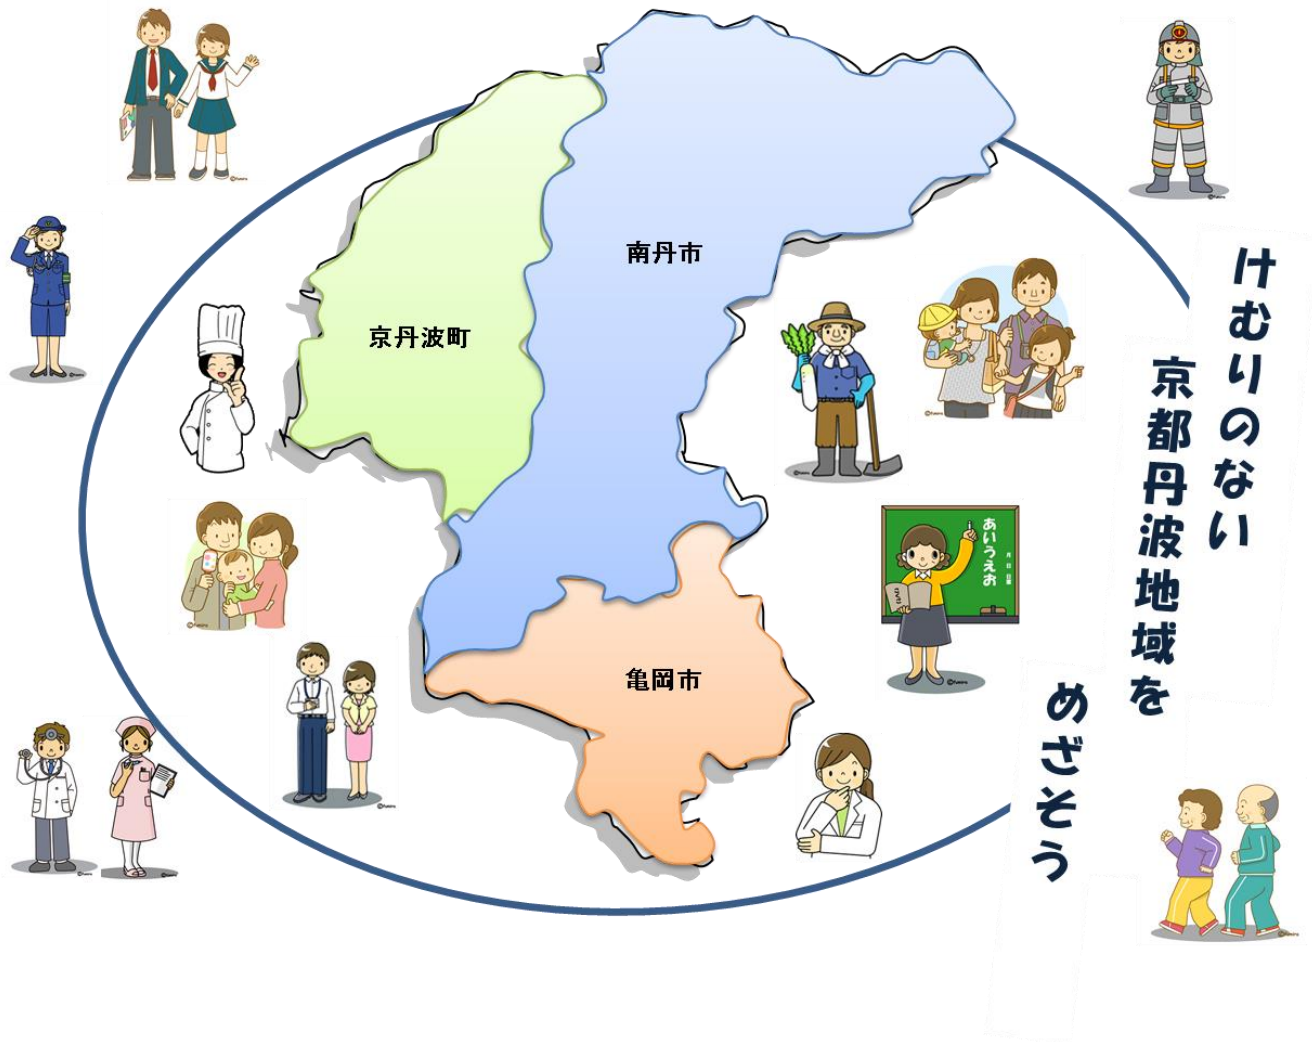 けむりのない
京都丹波地域を
めざそう
南丹市
京丹波町
亀岡市
あいうえお